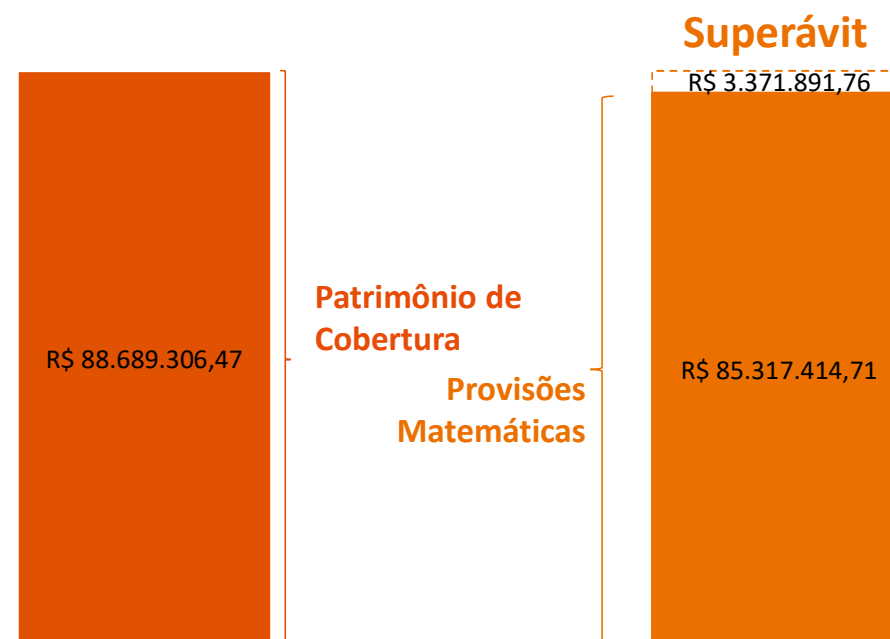 Superávit
R$ 3.371.891,76
Patrimônio de
Cobertura
R$ 88.689.306,47
Provisões
Matemáticas
R$ 85.317.414,71